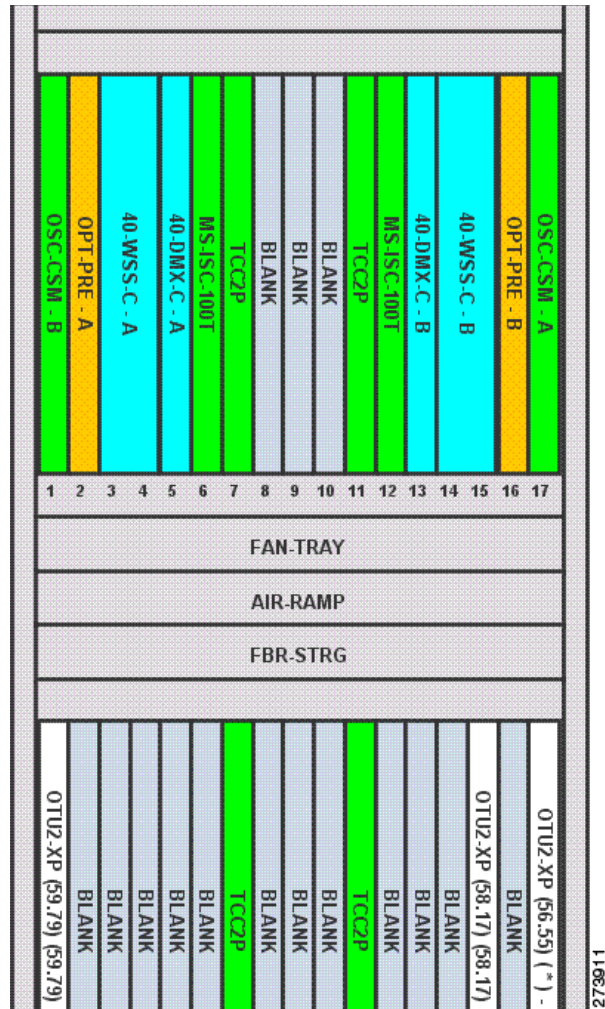 OSC-CSM - B
OPT-PRE - A
40-WSS-C - A
40-DMX-C - A
MS-ISC-100T
TCC2P
BLANK
BLANK
BLANK
TCC2P
MS-ISC-100T
40-DMX-C - B
40-WSS-C - B
OPT-PRE - B
OSC-CSM - A
1 2 3 4 5 6 7 8 9 10 11 12 13 14 15 16 17
FAN-TRAY
AIR-RAMP
FBR-STRG
OTU2-XP (59.79) (59.79)
BLANK
BLANK
BLANK
BLANK
BLANK
TCC2P
BLANK
BLANK
BLANK
TCC2P
BLANK
BLANK
BLANK
OTU2-XP (58.17) (58.17)
BLANK
OTU2-XP (56.55) ( * ) -
273911